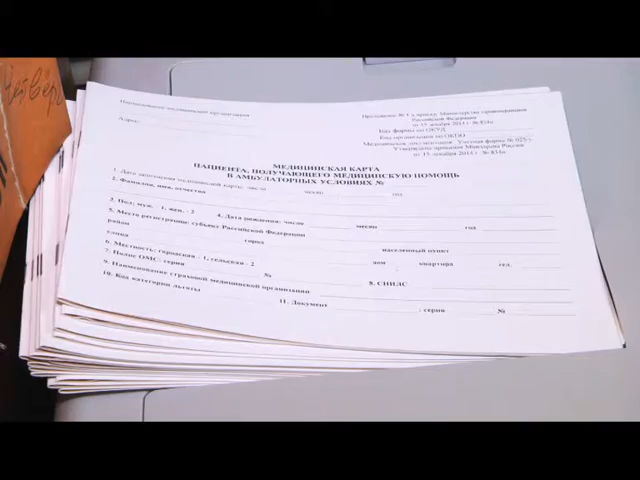 Четверг
Наименование медицинской организации
Адрес
Приложение № 1 к приказу Министерства здравоохранения
Российской Федерации
от 15 декабря 2014 г. № 834н
Код формы по ОКУД
Код организации по ОКПО
Медицинская документация Учетная форма № 025/у
Утверждена приказом Минздрава России
от 15 декабря 2014 г. № 834н
МЕДИЦИНСКАЯ КАРТА
ПАЦИЕНТА, ПОЛУЧАЮЩЕГО МЕДИЦИНСКУЮ ПОМОЩЬ
В АМБУЛАТОРНЫХ УСЛОВИЯХ №
1. Дата заполнения медицинской карты: число месяц год
2. Фамилия, имя, отчество
3. Пол: муж. - 1, жен. - 2 4. Дата рождения: число месяц год
5. Место регистрации: субъект Российской Федерации
район город населенный пункт
улица дом квартира тел.
6. Местность: городская - 1, сельская - 2
7. Полис ОМС: серия № 8. СНИЛС
9. Наименование страховой медицинской организации
10. Код категории льготы 11. Документ : серия №